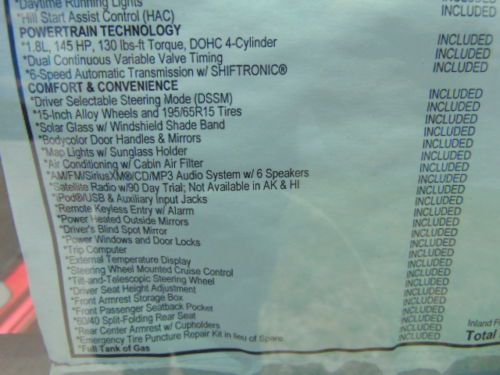 *Daytime Running Lights
*Hill Start Assist Control (HAC) INCLUDED
POWERTRAIN TECHNOLOGY
*1.8L, 145 HP, 130 lbs-ft Torque, DOHC 4-Cylinder INCLUDED
*Dual Continuous Variable Valve Timing INCLUDED
*6-Speed Automatic Transmission w/ SHIFTRONIC® INCLUDED
COMFORT & CONVENIENCE
*Driver Selectable Steering Mode (DSSM) INCLUDED
*15-Inch Alloy Wheels and 195/65R15 Tires INCLUDED
*Solar Glass w/ Windshield Shade Band INCLUDED
*Bodycolor Door Handles & Mirrors INCLUDED
*Map Lights w/ Sunglass Holder INCLUDED
*Air Conditioning w/ Cabin Air Filter INCLUDED
*AM/FM/SiriusXM®/CD/MP3 Audio System w/ 6 Speakers INCLUDED
*Satellite Radio w/90 Day Trial; Not Available in AK & HI INCLUDED
*iPod®/USB & Auxiliary Input Jacks INCLUDED
*Remote Keyless Entry w/ Alarm INCLUDED
*Power Heated Outside Mirrors INCLUDED
*Driver's Blind Spot Mirror INCLUDED
*Power Windows and Door Locks INCLUDED
*Trip Computer INCLUDED
*External Temperature Display INCLUDED
*Steering Wheel Mounted Cruise Control INCLUDED
*Tilt-and-Telescopic Steering Wheel INCLUDED
*Driver Seat Height Adjustment INCLUDED
*Front Armrest Storage Box INCLUDED
*Front Passenger Seatback Pocket INCLUDED
*60/40 Split-Folding Rear Seat INCLUDED
*Rear Center Armrest w/ Cupholders INCLUDED
*Emergency Tire Puncture Repair Kit in lieu of Spare INCLUDED
*Full Tank of Gas INCLUDED
Inland F
Total